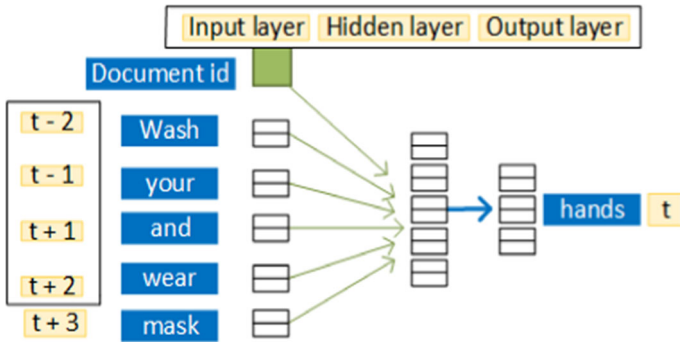 Input layer Hidden layer Output layer
Document id
t - 2 Wash
t - 1 your
hands t
t + 1 and
t + 2 wear
t + 3 mask